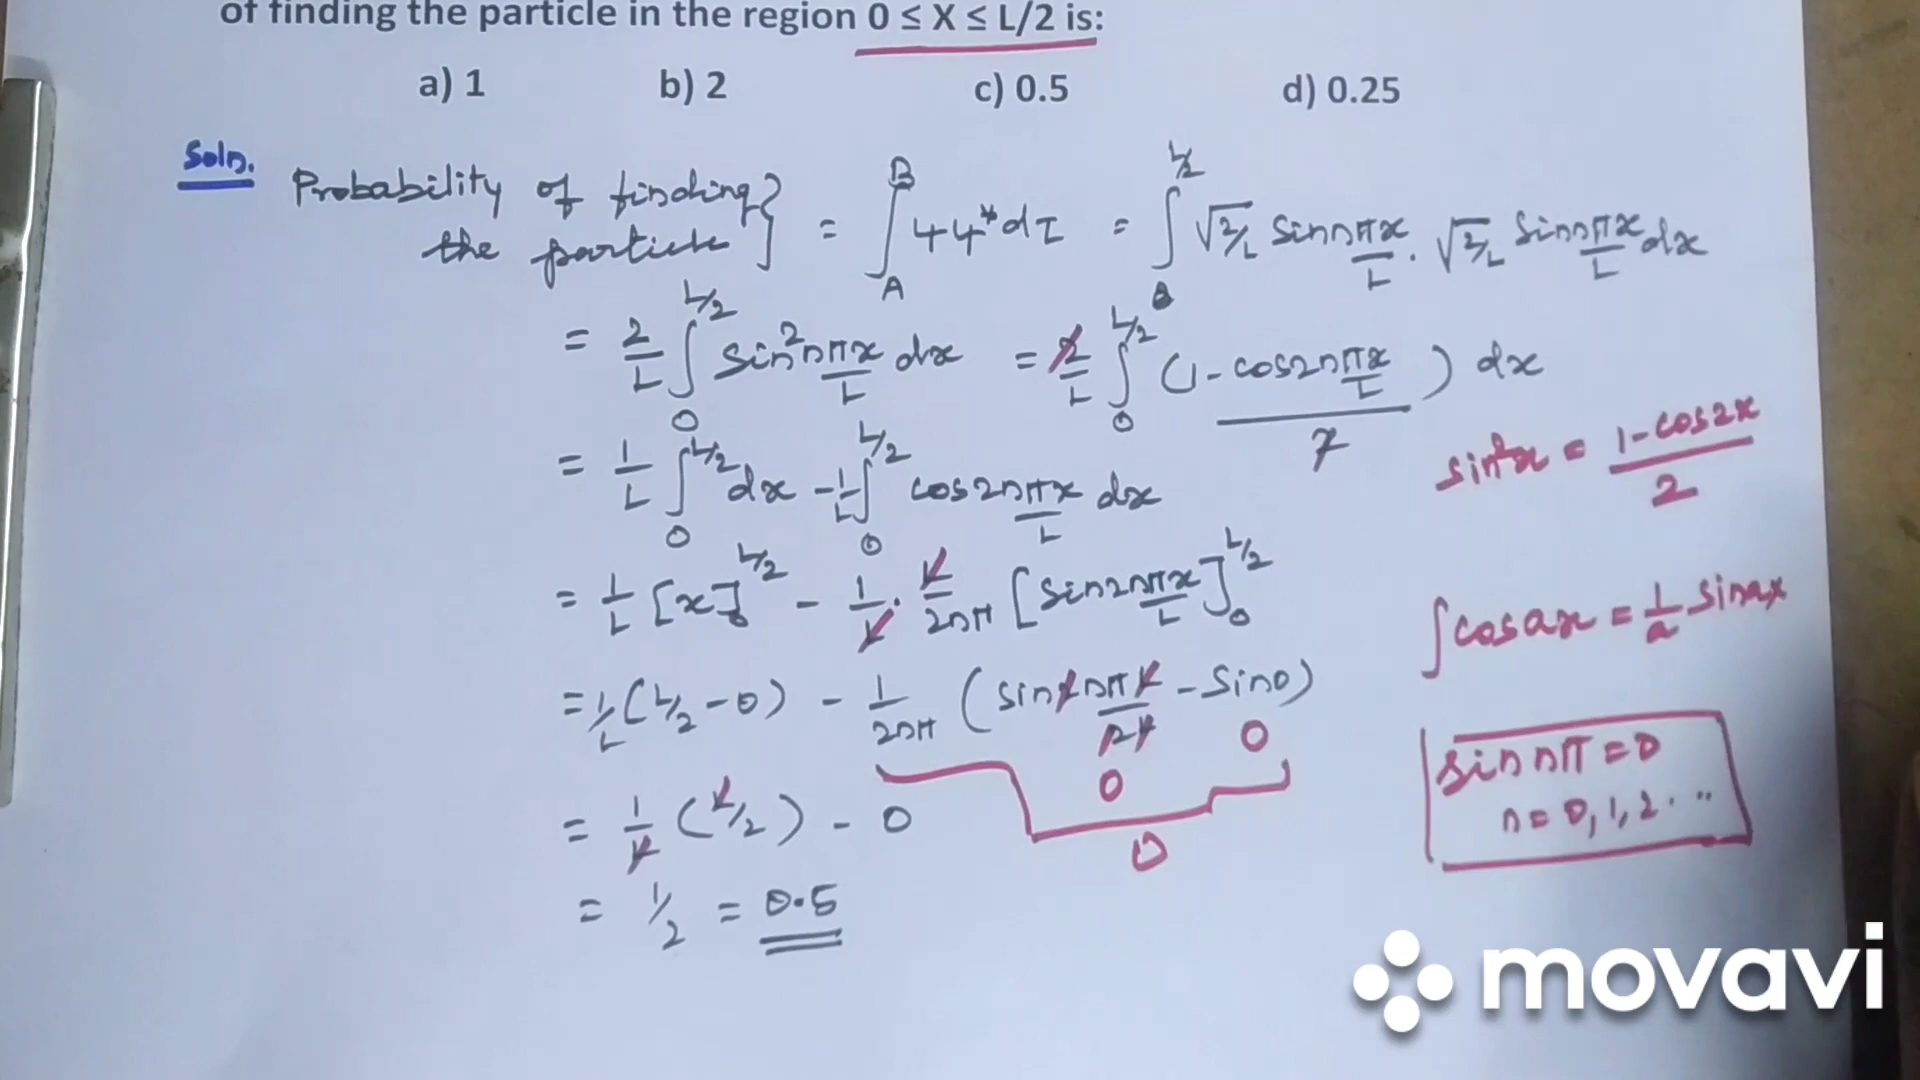 of finding the particle in the region 0 ≤ X ≤ L/2 is:
a) 1 b) 2 c) 0.5 d) 0.25
Soln.
Probability of finding the particle } = ∫_A^B ψψ* dτ = ∫_0^{L/2} √2/L sin nπx/L . √2/L sin nπx/L dx
= 2/L ∫_0^{L/2} sin² nπx/L dx = 2/L ∫_0^{L/2} (1 - cos 2nπx/L)/2 dx
sin²x = (1 - cos2x)/2
= 1/L ∫_0^{L/2} dx - 1/L ∫_0^{L/2} cos 2nπx/L dx
= 1/L [x]_0^{L/2} - 1/L . L/2nπ [sin 2nπx/L]_0^{L/2}
∫cos ax = 1/a sin ax
= 1/L (L/2 - 0) - 1/2nπ (sin 2nπL/2L - sin 0)
0 0
0
sin nπ = 0
n = 0, 1, 2 . ..
= 1/L (L/2) - 0
= 1/2 = 0.5
movavi